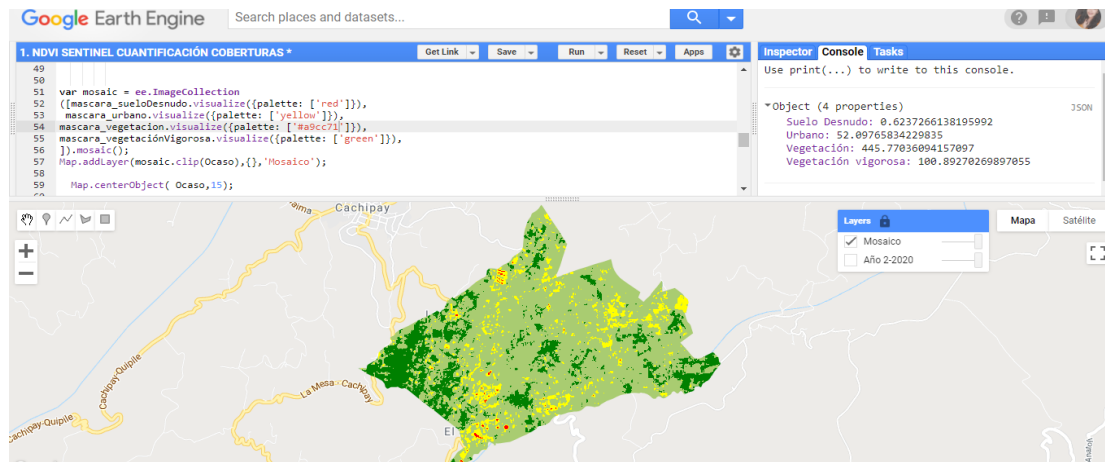 Google Earth Engine
Search places and datasets...
1. NDVI SENTINEL CUANTIFICACIÓN COBERTURAS *
Get Link
Save
Run
Reset
Apps
49
50
51 var mosaic = ee.ImageCollection
52 ([mascara_sueloDesnudo.visualize({palette: ['red']}),
53 mascara_urbano.visualize({palette: ['yellow']}),
54 mascara_vegetacion.visualize({palette: ['#a9cc71']}),
55 mascara_vegetaciónVigorosa.visualize({palette: ['green']}),
56 ]).mosaic();
57 Map.addLayer(mosaic.clip(Ocaso),{},'Mosaico');
58
59 Map.centerObject( Ocaso,15);
Inspector Console Tasks
Use print(...) to write to this console.
Object (4 properties)
JSON
Suelo Desnudo: 0.6237266138195992
Urbano: 52.09765834229835
Vegetación: 445.77036094157097
Vegetación vigorosa: 100.89270269897055
Layers
Mosaico
Año 2-2020
Mapa
Satélite
Cachipay
Cachipay-Quipile
La Mesa - Cachipay
Cachipay-Quipile
El